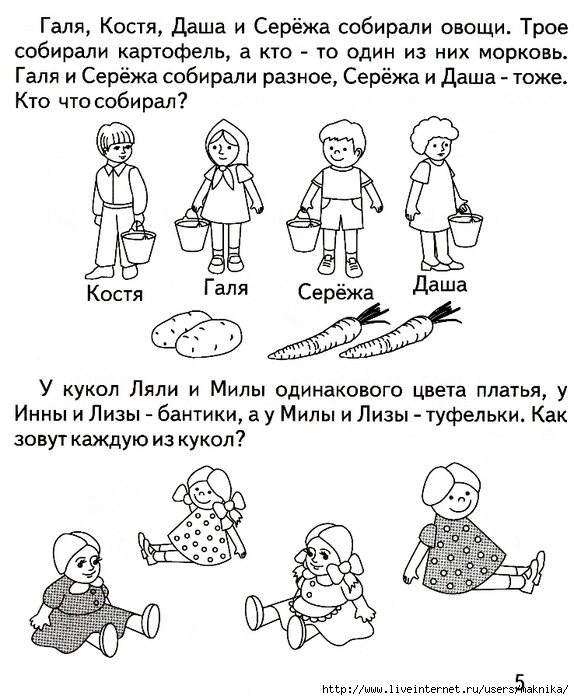 Галя, Костя, Даша и Серёжа собирали овощи. Трое
собирали картофель, а кто - то один из них морковь.
Галя и Серёжа собирали разное, Серёжа и Даша - тоже.
Кто что собирал?
Костя Галя Серёжа Даша
У кукол Ляли и Милы одинакового цвета платья, у
Инны и Лизы - бантики, а у Милы и Лизы - туфельки. Как
зовут каждую из кукол?
5
http://www.liveinternet.ru/users/maknika/